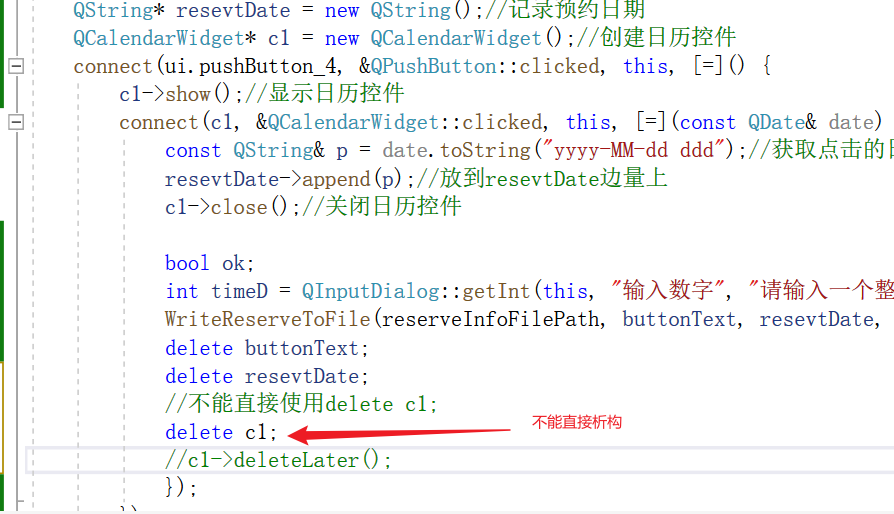 QString* resevtDate = new QString();//记录预约日期
QCalendarWidget* c1 = new QCalendarWidget();//创建日历控件
connect(ui.pushButton_4, &QPushButton::clicked, this, [=]() {
c1->show();//显示日历控件
connect(c1, &QCalendarWidget::clicked, this, [=](const QDate& date)
const QString& p = date.toString("yyyy-MM-dd ddd");//获取点击的日
resevtDate->append(p);//放到resevtDate边量上
c1->close();//关闭日历控件
bool ok;
int timeD = QInputDialog::getInt(this, "输入数字", "请输入一个整
WriteReserveToFile(reserveInfoFilePath, buttonText, resevtDate,
delete buttonText;
delete resevtDate;
//不能直接使用delete c1;
delete c1;
不能直接析构
//c1->deleteLater();
});